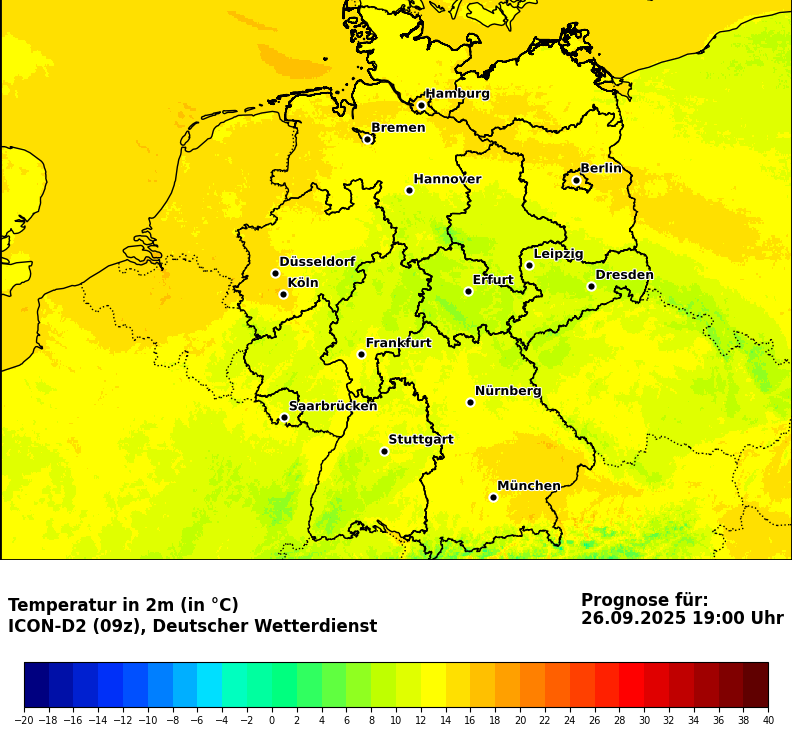 Hamburg
Bremen
Berlin
Hannover
Leipzig
Düsseldorf
Dresden
Köln
Erfurt
Frankfurt
Nürnberg
Saarbrücken
Stuttgart
München
Temperatur in 2m (in °C)
ICON-D2 (09z), Deutscher Wetterdienst
Prognose für:
26.09.2025 19:00 Uhr
−20 −18 −16 −14 −12 −10 −8 −6 −4 −2 0 2 4 6 8 10 12 14 16 18 20 22 24 26 28 30 32 34 36 38 40